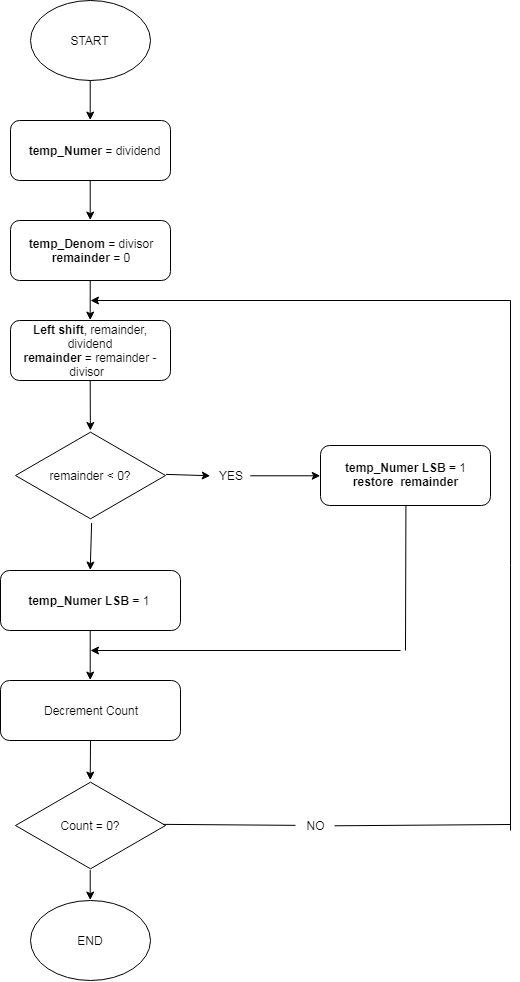 START
temp_Numer = dividend
temp_Denom = divisor
remainder = 0
Left shift, remainder,
dividend
remainder = remainder -
divisor
remainder < 0?
YES
temp_Numer LSB = 1
restore remainder
temp_Numer LSB = 1
Decrement Count
Count = 0?
NO
END